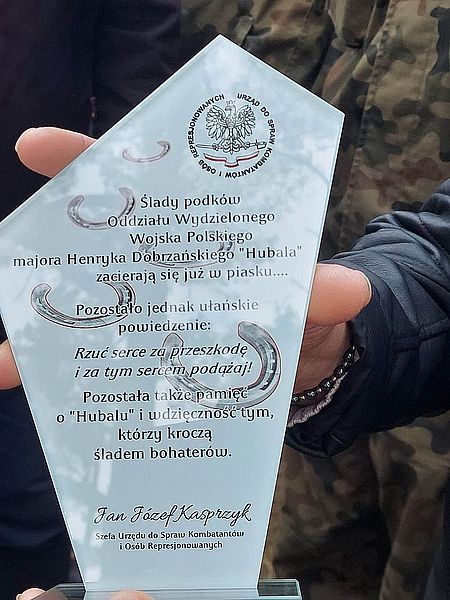 URZĄD DO SPRAW KOMBATANTÓW I OSÓB REPRESJONOWANYCH
Ślady podków
Oddziału Wydzielonego
Wojska Polskiego
majora Henryka Dobrzańskiego "Hubala"
zacierają się już w piasku....
Pozostało jednak ułańskie
powiedzenie:
Rzuć serce za przeszkodę
i za tym sercem podążaj!
Pozostała także pamięć
o "Hubalu" i wdzięczność tym,
którzy kroczą
śladem bohaterów.
Jan Józef Kasprzyk
Szefa Urzędu do Spraw Kombatantów
i Osób Represjonowanych